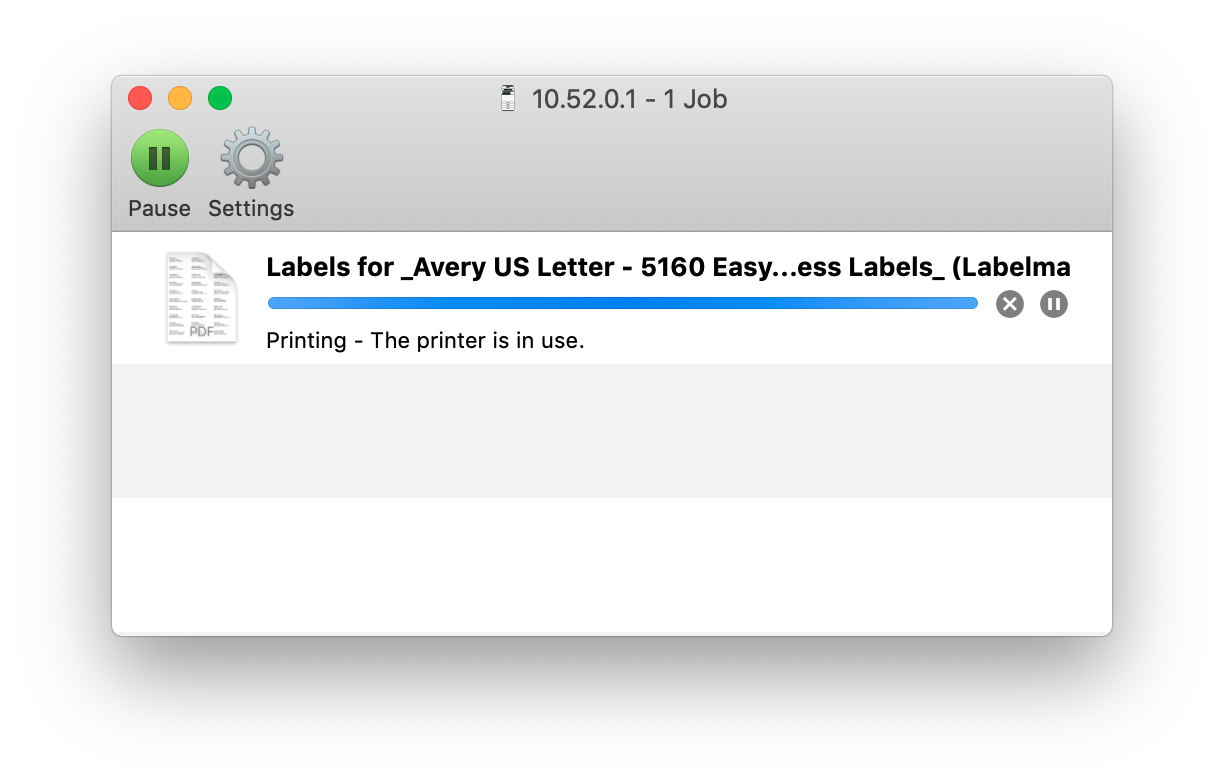 10.52.0.1 - 1 Job
Pause Settings
Labels for _Avery US Letter - 5160 Easy...ess Labels_ (Labelma
PDF
Printing - The printer is in use.